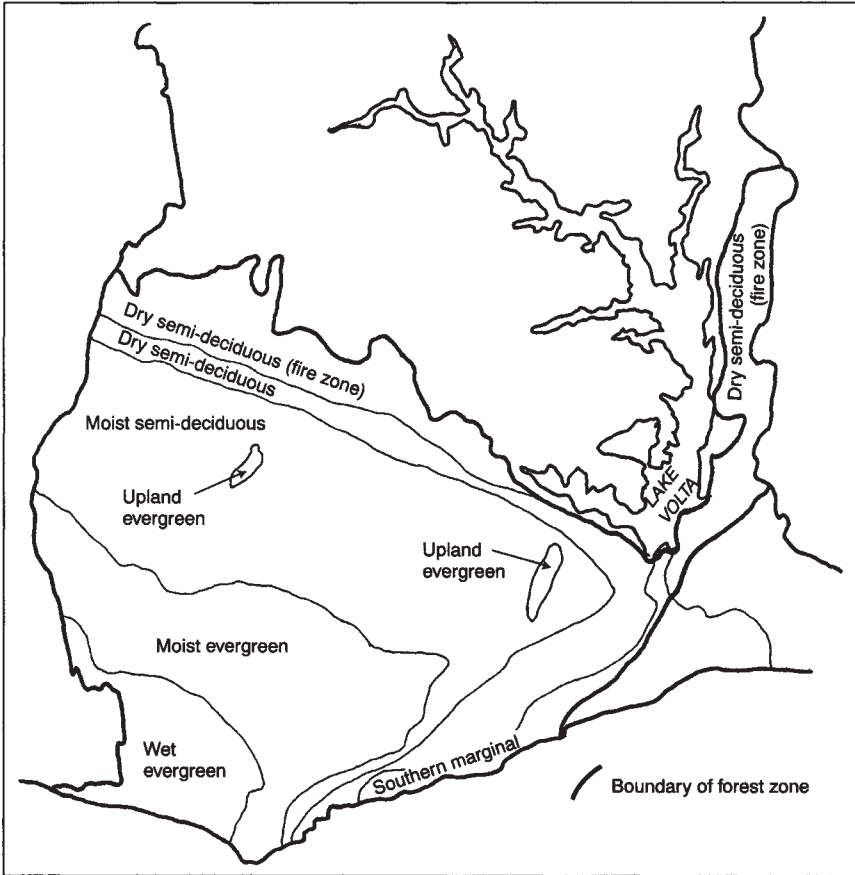 Dry semi-deciduous (fire zone)
Dry semi-deciduous
Dry semi-deciduous
(fire zone)
Moist semi-deciduous
Upland
evergreen
LAKE
VOLTA
Upland
evergreen
Moist evergreen
Wet
evergreen
Southern marginal
Boundary of forest zone